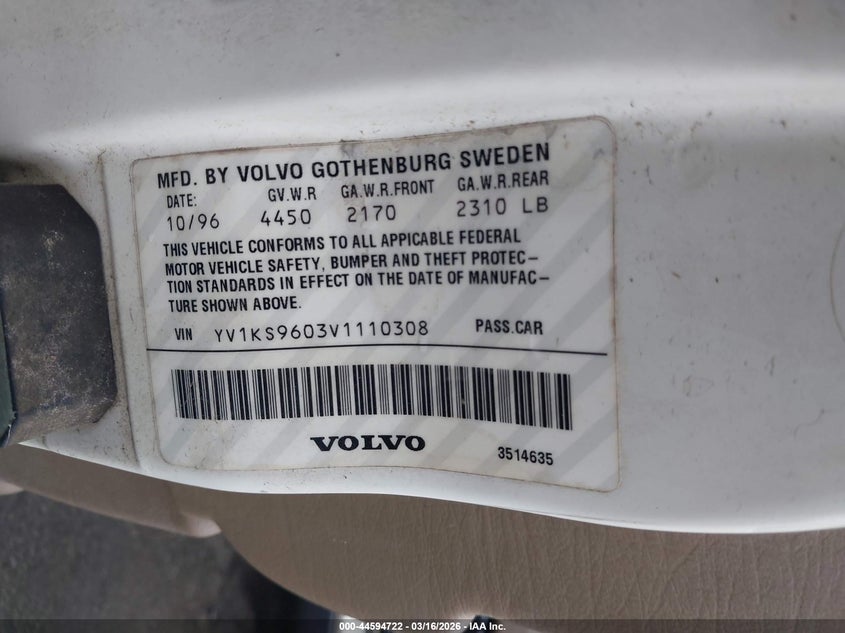 MFD. BY VOLVO GOTHENBURG SWEDEN
DATE: GV.W.R GA.W.R.FRONT GA.W.R.REAR
10/96 4450 2170 2310 LB
THIS VEHICLE CONFORMS TO ALL APPICABLE FEDERAL
MOTOR VEHICLE SAFETY, BUMPER AND THEFT PROTEC-
TION STANDARDS IN EFFECT ON THE DATE OF MANUFAC-
TURE SHOWN ABOVE.
VIN YV1KS9603V1110308 PASS.CAR
VOLVO
3514635
000-44594722 - 03/16/2026 - © IAA Inc.